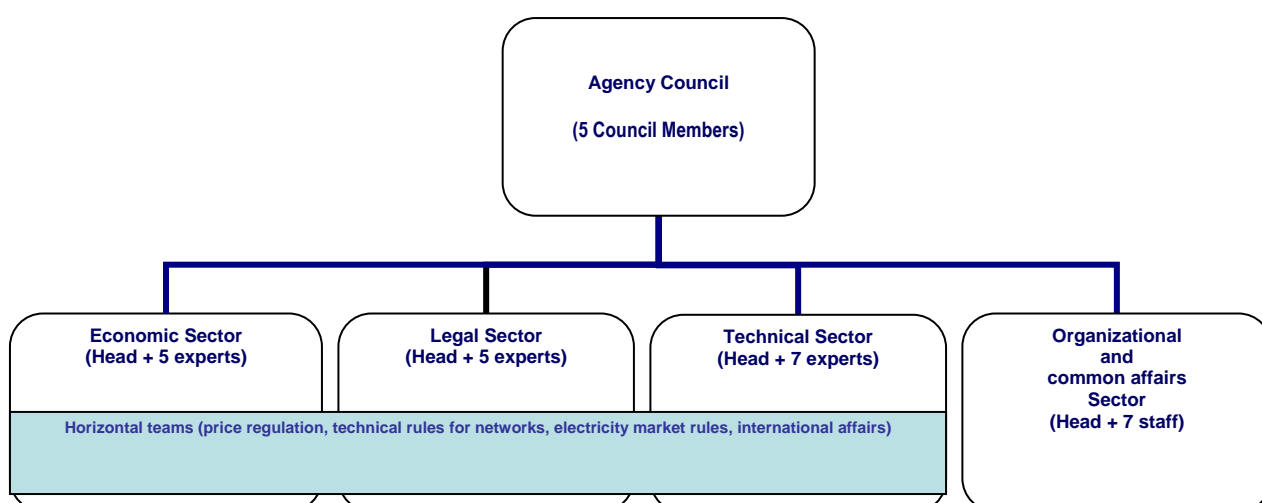 Agency Council
(5 Council Members)
Economic Sector
(Head + 5 experts)
Legal Sector
(Head + 5 experts)
Technical Sector
(Head + 7 experts)
Organizational
and
common affairs
Sector
(Head + 7 staff)
Horizontal teams (price regulation, technical rules for networks, electricity market rules, international affairs)